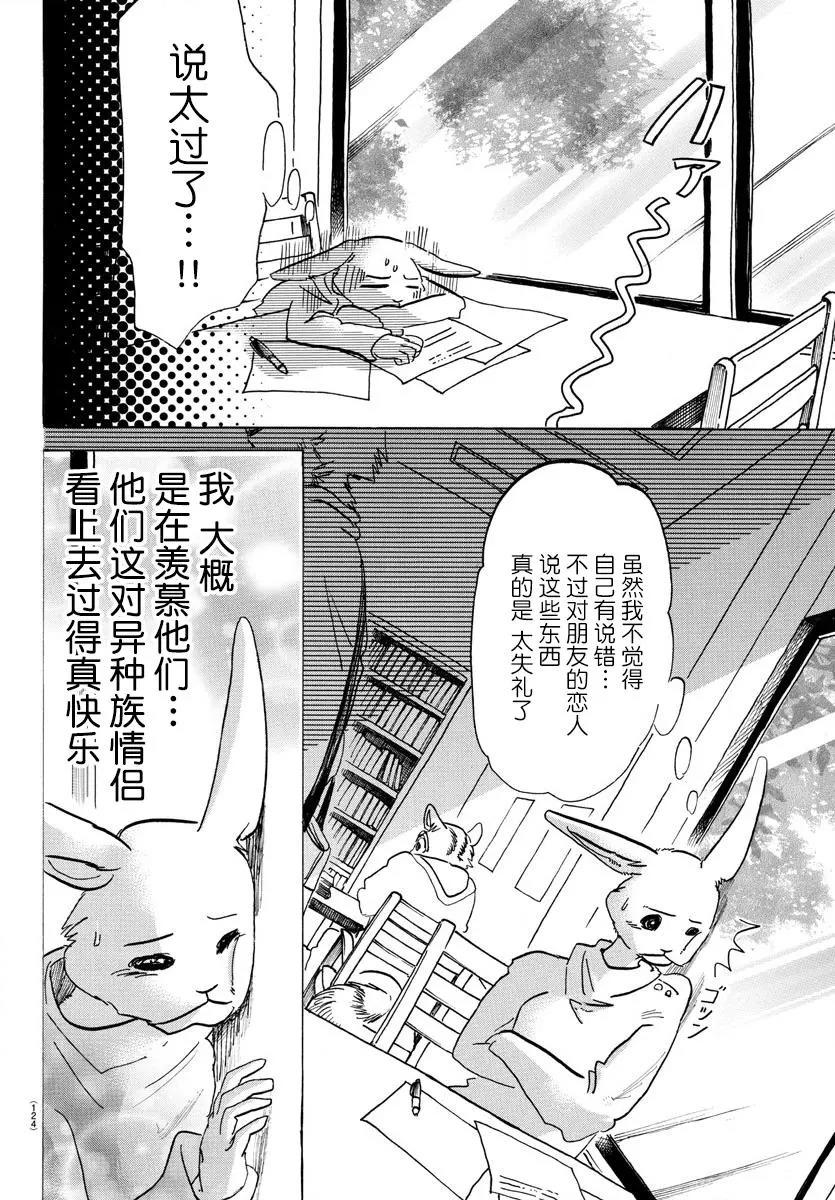 说太过了…!!
ハァ〜
虽然我不觉得
自己有说错…
不过对朋友的恋人
说这些东西
真的是 太失礼了
ゴツン
我 大概
是在羡慕他们…
他们这对异种族情侣
看上去过得真快乐
(124)